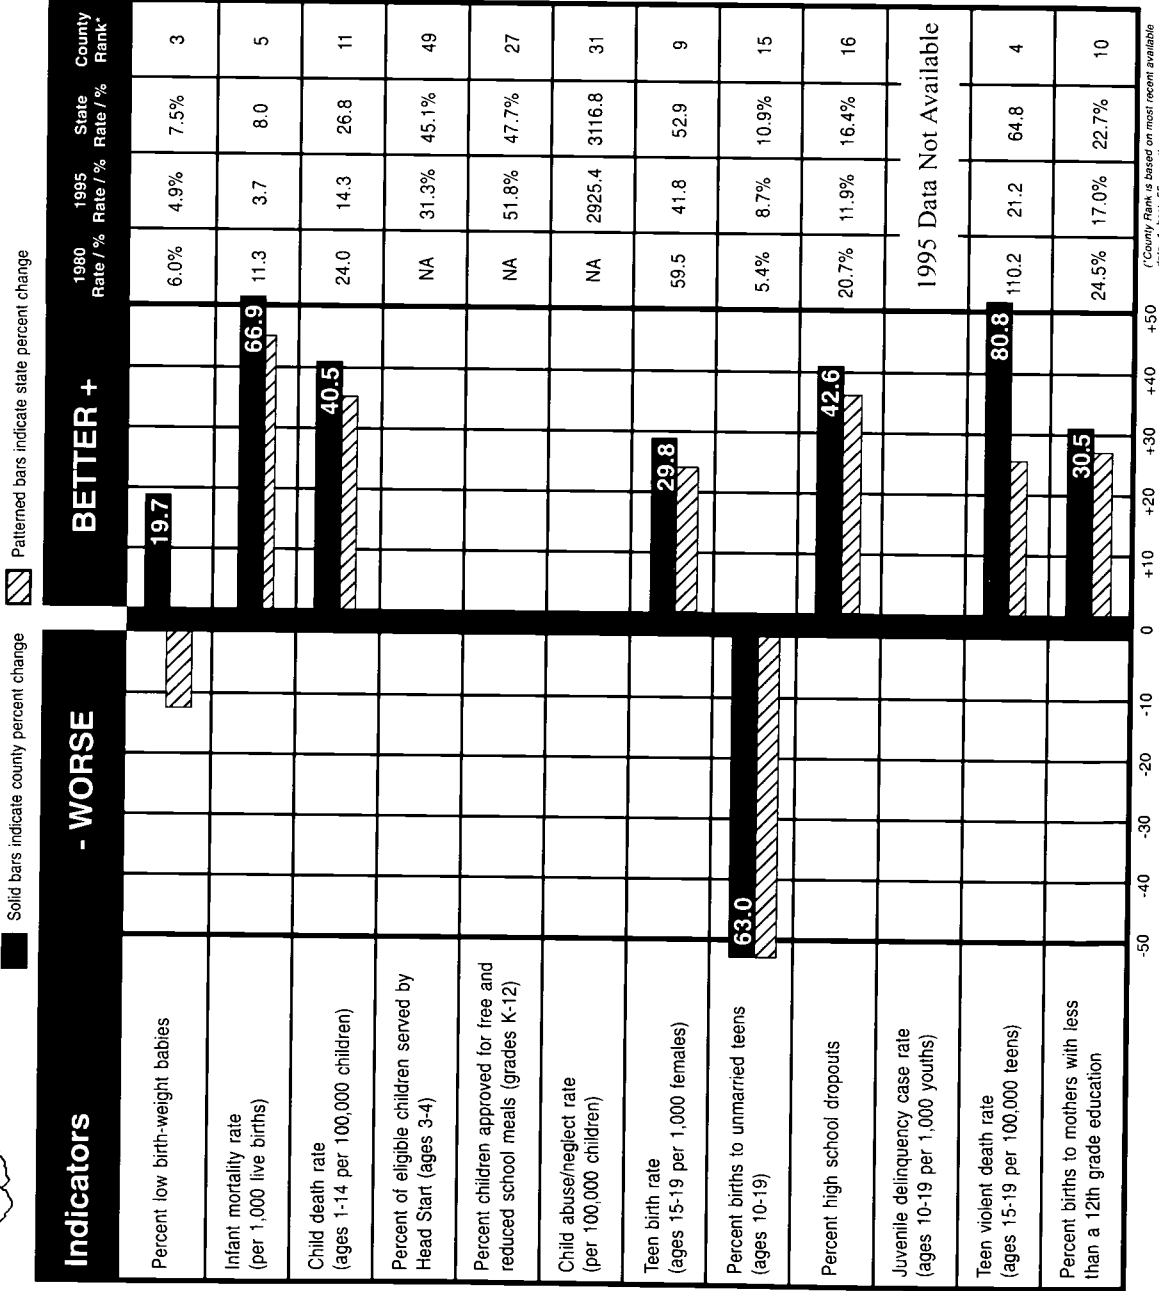 Solid bars indicate county percent change
Patterned bars indicate state percent change
Indicators
- WORSE
BETTER +
1980
Rate / %
1995
Rate / %
State
Rate / %
County
Rank*
Percent low birth-weight babies
19.7
6.0%
4.9%
7.5%
3
Infant mortality rate
(per 1,000 live births)
66.9
11.3
3.7
8.0
5
Child death rate
(ages 1-14 per 100,000 children)
40.5
24.0
14.3
26.8
11
Percent of eligible children served by
Head Start (ages 3-4)
NA
31.3%
45.1%
49
Percent children approved for free and
reduced school meals (grades K-12)
NA
51.8%
47.7%
27
Child abuse/neglect rate
(per 100,000 children)
NA
2925.4
3116.8
31
Teen birth rate
(ages 15-19 per 1,000 females)
29.8
59.5
41.8
52.9
9
Percent births to unmarried teens
(ages 10-19)
63.0
5.4%
8.7%
10.9%
15
Percent high school dropouts
42.6
20.7%
11.9%
16.4%
16
Juvenile delinquency case rate
(ages 10-19 per 1,000 youths)
1995 Data Not Available
Teen violent death rate
(ages 15-19 per 100,000 teens)
80.8
110.2
21.2
64.8
4
Percent births to mothers with less
than a 12th grade education
30.5
24.5%
17.0%
22.7%
10
-50
-40
-30
-20
-10
0
+10
+20
+30
+40
+50
(*County Rank is based on most recent available